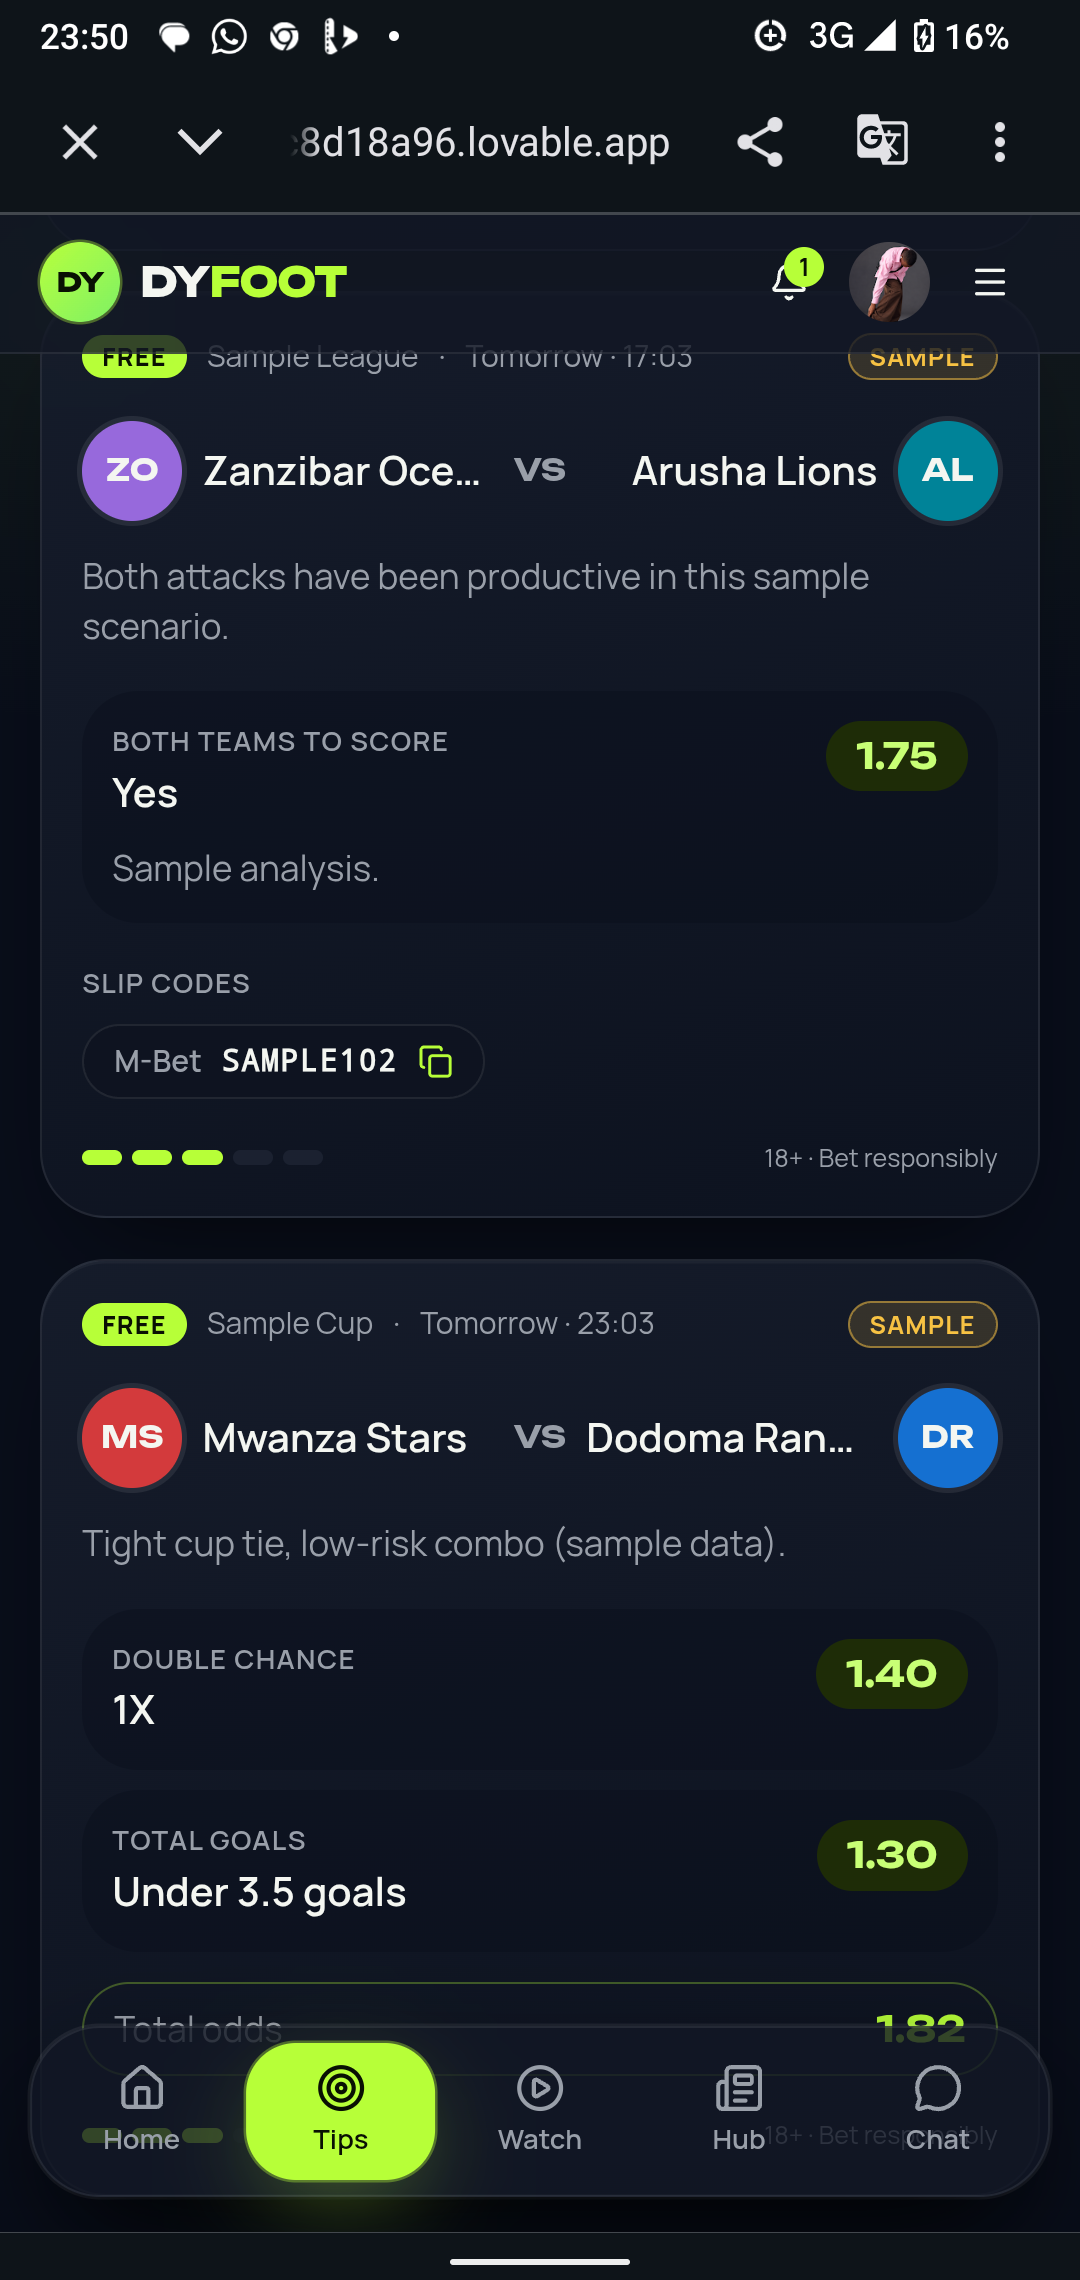 23:50
3G 16%
8d18a96.lovable.app
DY DYFOOT 1
FREE Sample League · Tomorrow · 17:03 SAMPLE
ZO Zanzibar Oce... VS Arusha Lions AL
Both attacks have been productive in this sample
scenario.
BOTH TEAMS TO SCORE 1.75
Yes
Sample analysis.
SLIP CODES
M-Bet SAMPLE102
18+ · Bet responsibly
FREE Sample Cup · Tomorrow · 23:03 SAMPLE
MS Mwanza Stars VS Dodoma Ran... DR
Tight cup tie, low-risk combo (sample data).
DOUBLE CHANCE 1.40
1X
TOTAL GOALS 1.30
Under 3.5 goals
Total odds 1.82
18+ · Bet responsibly
Home Tips Watch Hub Chat